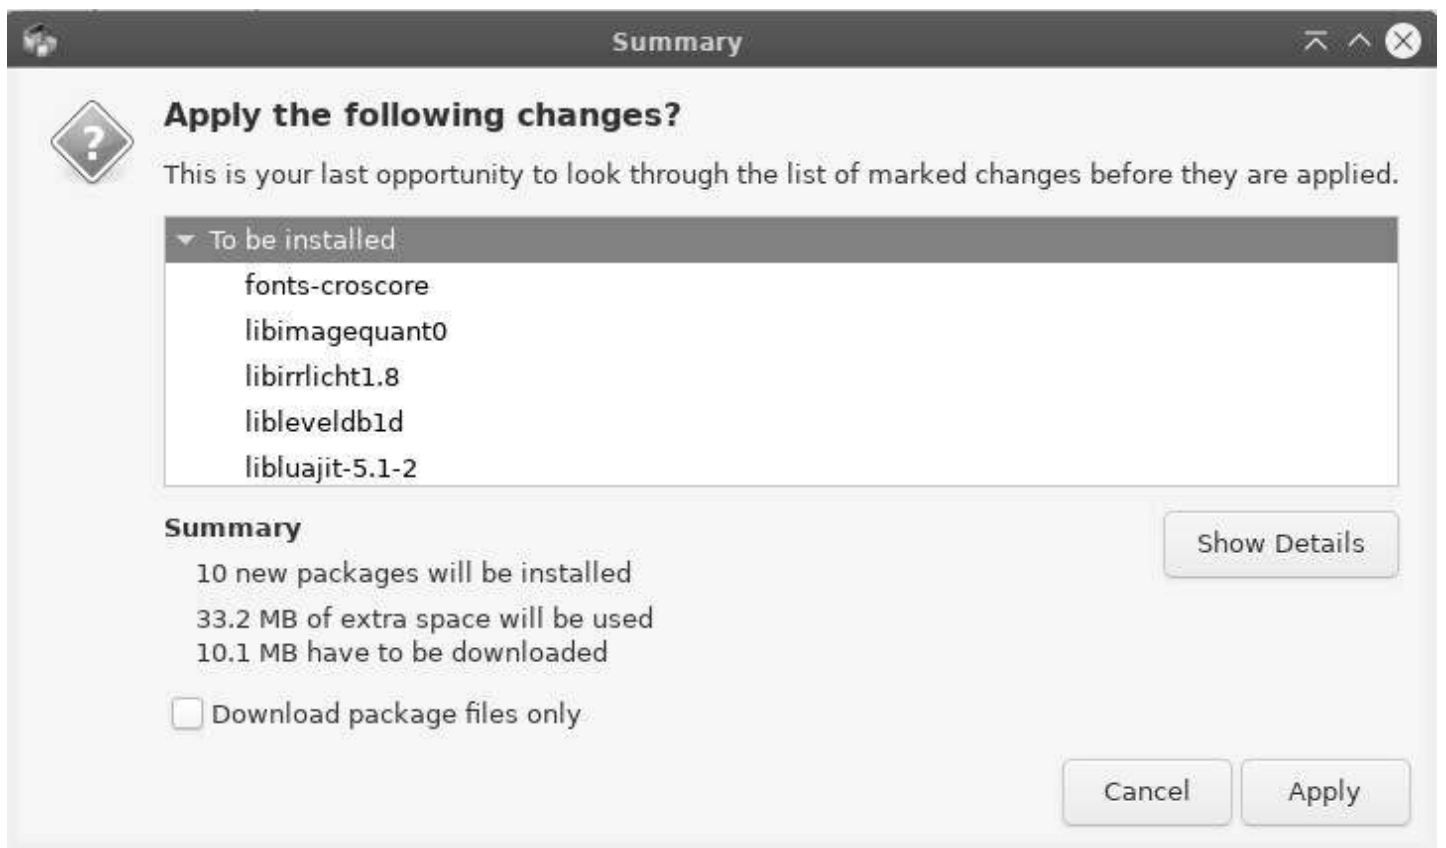 Summary
Apply the following changes?
This is your last opportunity to look through the list of marked changes before they are applied.
To be installed
fonts-croscore
libimagequant0
libirrlicht1.8
libleveldb1d
libluajit-5.1-2
Summary
Show Details
10 new packages will be installed
33.2 MB of extra space will be used
10.1 MB have to be downloaded
Download package files only
Cancel
Apply